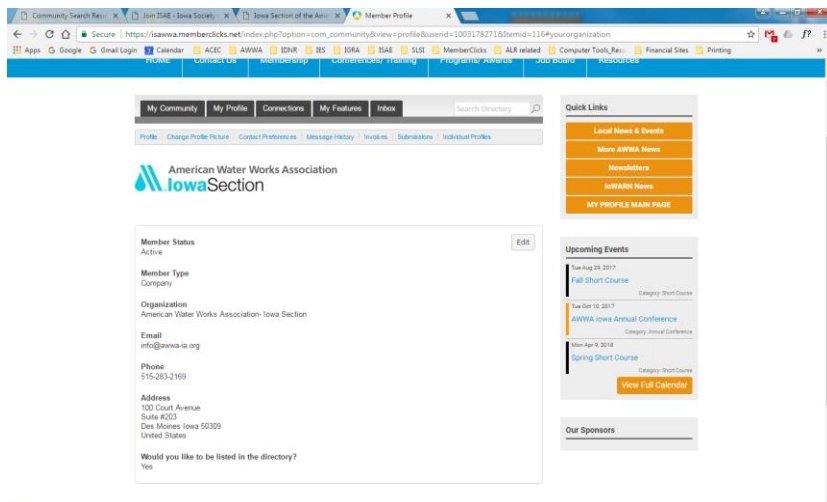 Community Search Resu
Join ISAE - Iowa Society
Iowa Section of the Ame
Member Profile
Secure https://isawwa.memberclicks.net/index.php?option=com_community&view=profile&userid=1003178271&Itemid=116#yourorganization
Apps Google Gmail Login Calendar ACEC AWWA IDNR IES IGRA ISAE SLSI MemberClicks ALR related Computer Tools_Res Financial Sites Printing
HOME Contact Us Membership Conferences/ Training Programs/ Awards Job Board Resources
My Community My Profile Connections My Features Inbox Search Directory
Profile Change Profile Picture Contact Preferences Message History Invoices Submissions Individual Profiles
American Water Works Association
IowaSection
Member Status
Active
Edit
Member Type
Company
Organization
American Water Works Association- Iowa Section
Email
info@awwa-ia.org
Phone
515-283-2169
Address
100 Court Avenue
Suite #203
Des Moines Iowa 50309
United States
Would you like to be listed in the directory?
Yes
Quick Links
Local News & Events
More AWWA News
Newsletters
IoWARN News
MY PROFILE MAIN PAGE
Upcoming Events
Tue Aug 29, 2017
Fall Short Course
Category: Short Course
Tue Oct 10, 2017
AWWA Iowa Annual Conference
Category: Annual Conference
Mon Apr 9, 2018
Spring Short Course
Category: Short Course
View Full Calendar
Our Sponsors